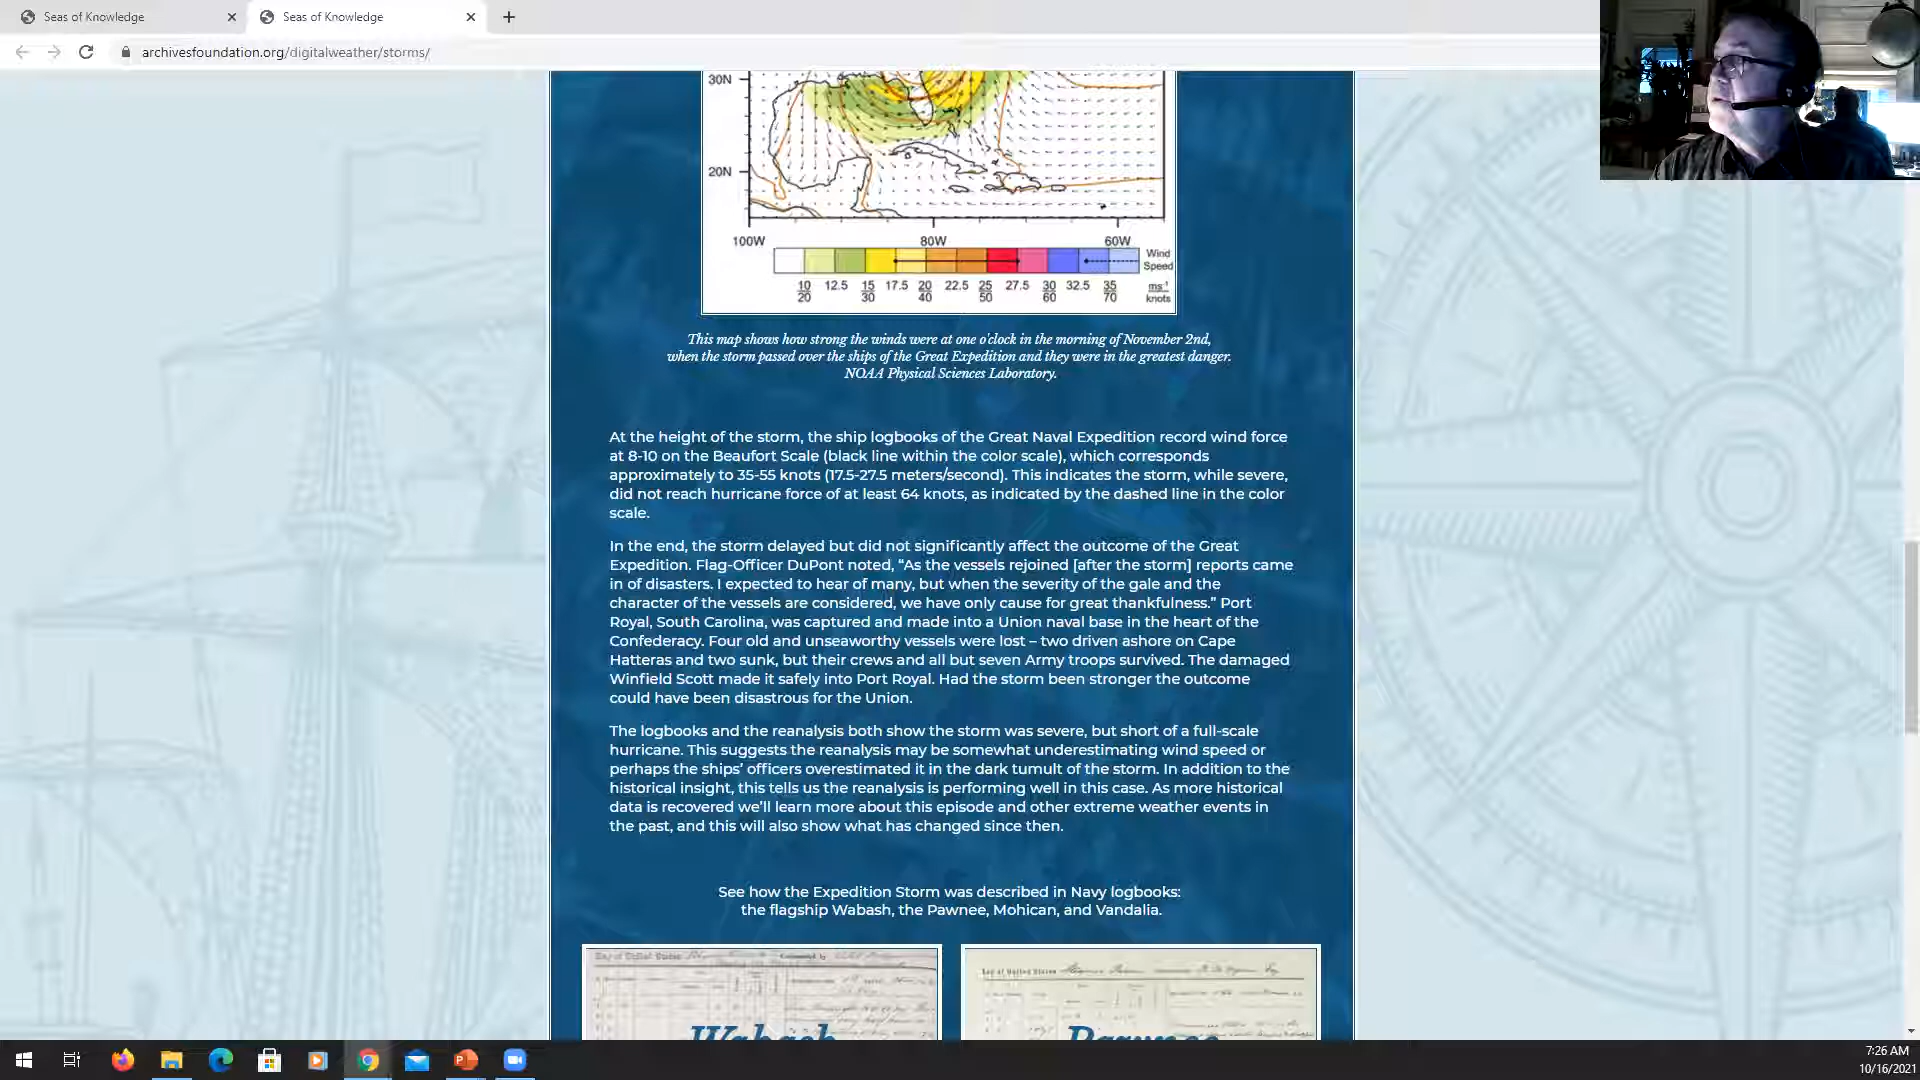 Seas of Knowledge
Seas of Knowledge
archivesfoundation.org/digitalweather/storms/
30N
20N
100W 80W 60W
Wind
Speed
10 12.5 15 17.5 20 22.5 25 27.5 30 32.5 35 ms⁻¹
20 30 40 50 60 70 knots
This map shows how strong the winds were at one o'clock in the morning of November 2nd,
when the storm passed over the ships of the Great Expedition and they were in the greatest danger.
NOAA Physical Sciences Laboratory.
At the height of the storm, the ship logbooks of the Great Naval Expedition record wind force
at 8-10 on the Beaufort Scale (black line within the color scale), which corresponds
approximately to 35-55 knots (17.5-27.5 meters/second). This indicates the storm, while severe,
did not reach hurricane force of at least 64 knots, as indicated by the dashed line in the color
scale.
In the end, the storm delayed but did not significantly affect the outcome of the Great
Expedition. Flag-Officer DuPont noted, “As the vessels rejoined [after the storm] reports came
in of disasters. I expected to hear of many, but when the severity of the gale and the
character of the vessels are considered, we have only cause for great thankfulness.” Port
Royal, South Carolina, was captured and made into a Union naval base in the heart of the
Confederacy. Four old and unseaworthy vessels were lost – two driven ashore on Cape
Hatteras and two sunk, but their crews and all but seven Army troops survived. The damaged
Winfield Scott made it safely into Port Royal. Had the storm been stronger the outcome
could have been disastrous for the Union.
The logbooks and the reanalysis both show the storm was severe, but short of a full-scale
hurricane. This suggests the reanalysis may be somewhat underestimating wind speed or
perhaps the ships’ officers overestimated it in the dark tumult of the storm. In addition to the
historical insight, this tells us the reanalysis is performing well in this case. As more historical
data is recovered we’ll learn more about this episode and other extreme weather events in
the past, and this will also show what has changed since then.
See how the Expedition Storm was described in Navy logbooks:
the flagship Wabash, the Pawnee, Mohican, and Vandalia.
Log of United States
Commanded by
Log of United States
Wabash
Pawnee
7:26 AM
10/16/2021